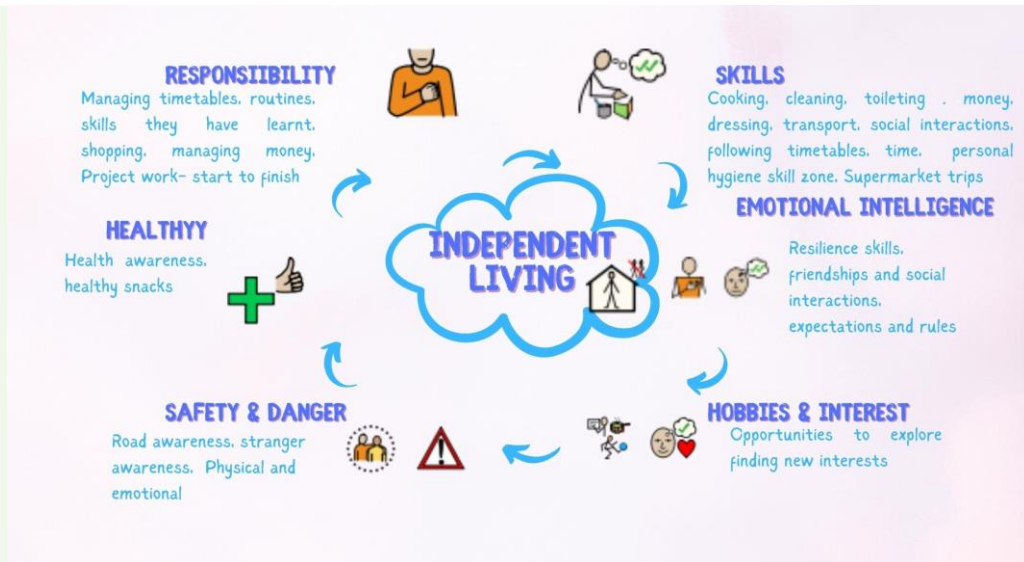 RESPONSIIBILITY
Managing timetables, routines,
skills they have learnt,
shopping, managing money.
Project work- start to finish
SKILLS
Cooking, cleaning, toileting , money,
dressing, transport, social interactions,
following timetables, time, personal
hygiene skill zone. Supermarket trips
EMOTIONAL INTELLIGENCE
Resilience skills,
friendships and social
interactions,
expectations and rules
HEALTHYY
Health awareness,
healthy snacks
INDEPENDENT
LIVING
SAFETY & DANGER
Road awareness, stranger
awareness, Physical and
emotional
HOBBIES & INTEREST
Opportunities to explore
finding new interests